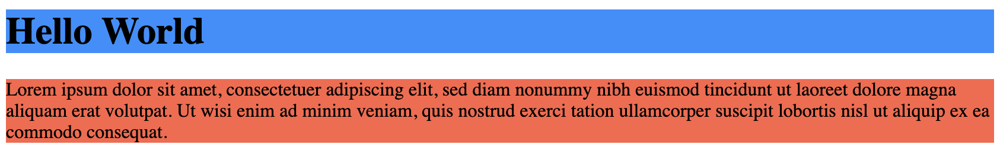 Hello World
Lorem ipsum dolor sit amet, consectetuer adipiscing elit, sed diam nonummy nibh euismod tincidunt ut laoreet dolore magna
aliquam erat volutpat. Ut wisi enim ad minim veniam, quis nostrud exerci tation ullamcorper suscipit lobortis nisl ut aliquip ex ea
commodo consequat.